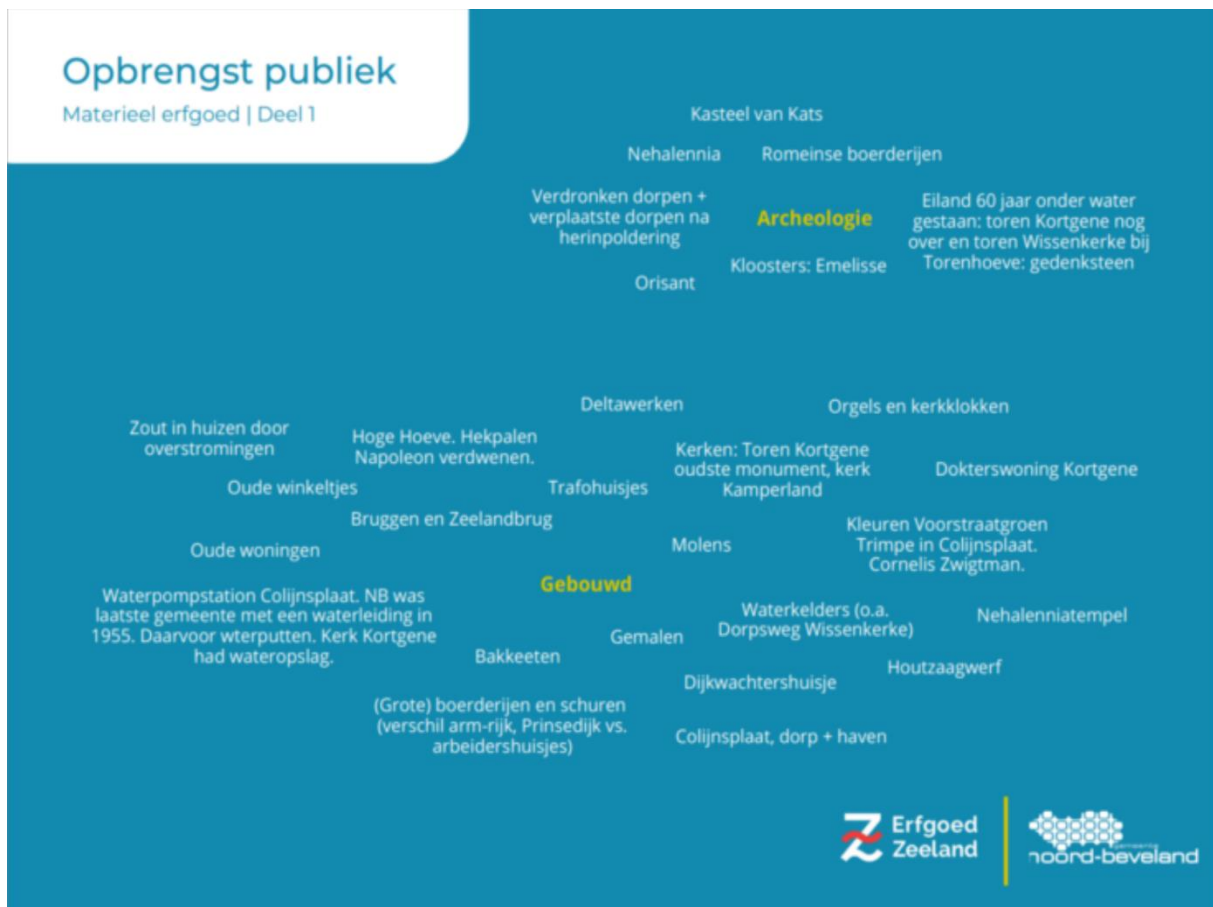 Opbrengst publiek
Materieel erfgoed | Deel 1
Kasteel van Kats
Nehalennia
Romeinse boerderijen
Verdronken dorpen +
verplaatste dorpen na
herinpoldering
Archeologie
Eiland 60 jaar onder water
gestaan: toren Kortgene nog
over en toren Wissenkerke bij
Torenhoeve: gedenksteen
Kloosters: Emelisse
Orisant
Deltawerken
Orgels en kerkklokken
Zout in huizen door
overstromingen
Hoge Hoeve. Hekpalen
Napoleon verdwenen.
Kerken: Toren Kortgene
oudste monument, kerk
Kamperland
Dokterswoning Kortgene
Oude winkeltjes
Trafohuisjes
Bruggen en Zeelandbrug
Kleuren Voorstraatgroen
Trimpe in Colijnsplaat.
Cornelis Zwigtman.
Oude woningen
Molens
Gebouwd
Waterpompstation Colijnsplaat. NB was
laatste gemeente met een waterleiding in
1955. Daarvoor wterputten. Kerk Kortgene
had wateropslag.
Waterkelders (o.a.
Dorpsweg Wissenkerke)
Nehalenniatempel
Gemalen
Bakkeeten
Houtzaagwerf
Dijkwachtershuisje
(Grote) boerderijen en schuren
(verschil arm-rijk, Prinsedijk vs.
arbeidershuisjes)
Colijnsplaat, dorp + haven
Erfgoed
Zeeland
gemeente
noord-beveland